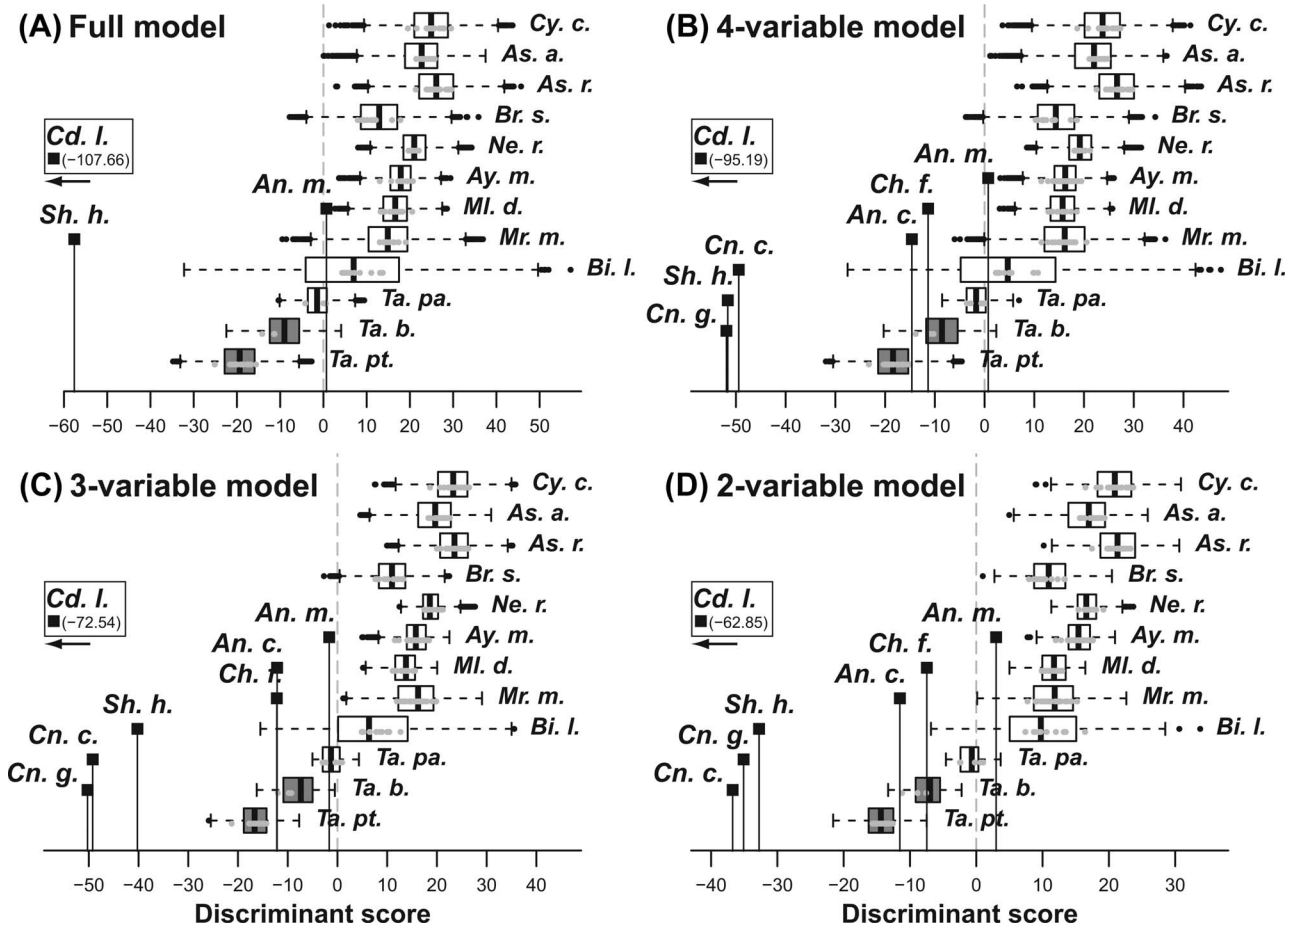 (A) Full model
Cy. c.
As. a.
As. r.
Br. s.
Cd. l.
(−107.66)
Ne. r.
An. m.
Ay. m.
Sh. h.
Ml. d.
Mr. m.
Bi. l.
Ta. pa.
Ta. b.
Ta. pt.
−60 −50 −40 −30 −20 −10 0 10 20 30 40 50
(B) 4-variable model
Cy. c.
As. a.
As. r.
Br. s.
Cd. l.
(−95.19)
An. m.
Ne. r.
Ch. f.
Ay. m.
An. c.
Ml. d.
Cn. c.
Mr. m.
Sh. h.
Bi. l.
Cn. g.
Ta. pa.
Ta. b.
Ta. pt.
−50 −40 −30 −20 −10 0 10 20 30 40
(C) 3-variable model
Cy. c.
As. a.
As. r.
Br. s.
Cd. l.
(−72.54)
An. m.
Ne. r.
An. c.
Ay. m.
Ch. f.
Ml. d.
Sh. h.
Mr. m.
Cn. c.
Bi. l.
Cn. g.
Ta. pa.
Ta. b.
Ta. pt.
−50 −40 −30 −20 −10 0 10 20 30 40
Discriminant score
(D) 2-variable model
Cy. c.
As. a.
As. r.
Br. s.
Cd. l.
(−62.85)
An. m.
Ne. r.
Ch. f.
Ay. m.
An. c.
Ml. d.
Sh. h.
Mr. m.
Cn. g.
Bi. l.
Cn. c.
Ta. pa.
Ta. b.
Ta. pt.
−40 −30 −20 −10 0 10 20 30
Discriminant score